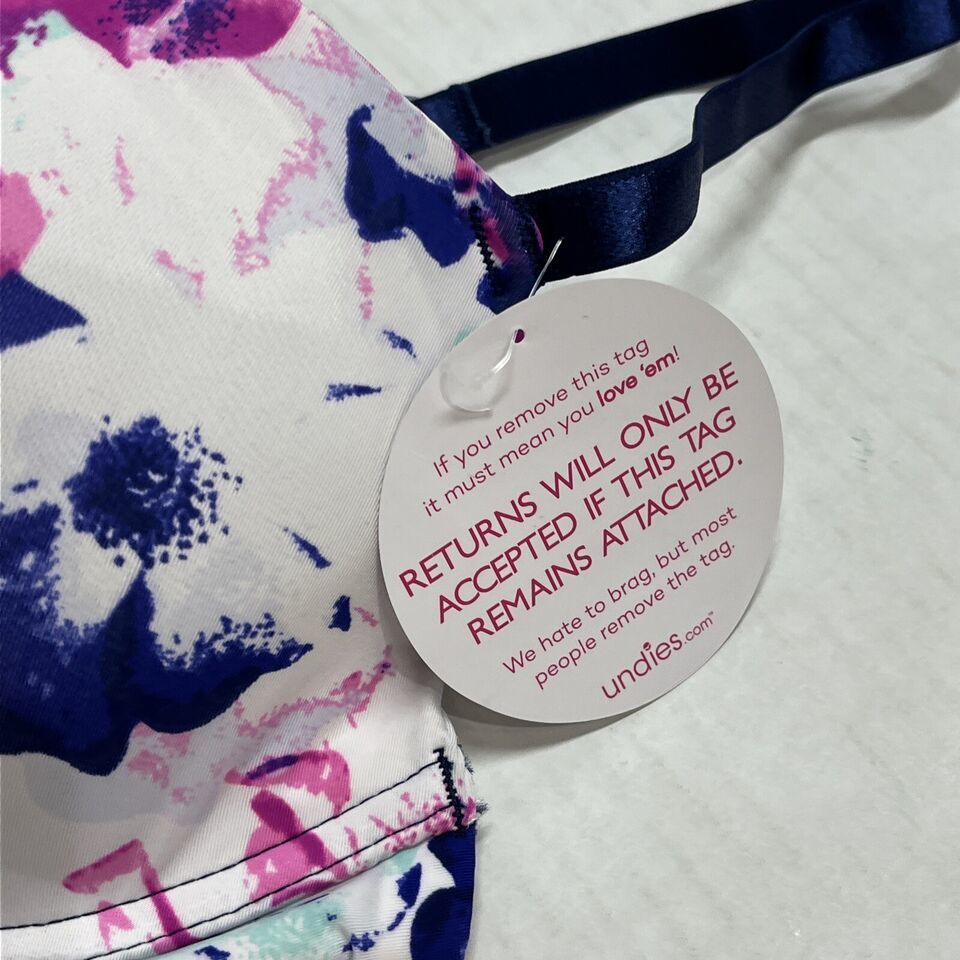 If you remove this tag
it must mean you love 'em!
RETURNS WILL ONLY BE
ACCEPTED IF THIS TAG
REMAINS ATTACHED.
We hate to brag, but most
people remove the tag.
undies.com™